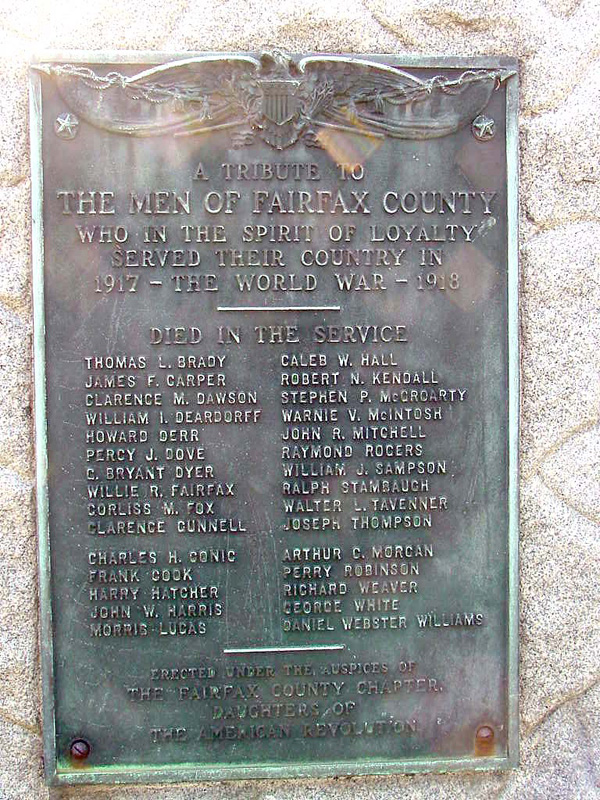 A TRIBUTE TO
THE MEN OF FAIRFAX COUNTY
WHO IN THE SPIRIT OF LOYALTY
SERVED THEIR COUNTRY IN
1917 - THE WORLD WAR - 1918
DIED IN THE SERVICE
THOMAS L. BRADY
JAMES F. CARPER
CLARENCE M. DAWSON
WILLIAM I. DEARDORFF
HOWARD DERR
PERCY J. DOVE
G. BRYANT DYER
WILLIE R. FAIRFAX
CORLISS M. FOX
CLARENCE GUNNELL
CHARLES H. GONIC
FRANK COOK
HARRY HATCHER
JOHN W. HARRIS
MORRIS LUCAS
CALEB W. HALL
ROBERT N. KENDALL
STEPHEN P. McGROARTY
WARNIE V. McINTOSH
JOHN R. MITCHELL
RAYMOND ROGERS
WILLIAM J. SAMPSON
RALPH STAMBAUGH
WALTER L. TAVENNER
JOSEPH THOMPSON
ARTHUR C. MORGAN
PERRY ROBINSON
RICHARD WEAVER
GEORGE WHITE
DANIEL WEBSTER WILLIAMS
ERECTED UNDER THE AUSPICES OF
THE FAIRFAX COUNTY CHAPTER,
DAUGHTERS OF
THE AMERICAN REVOLUTION